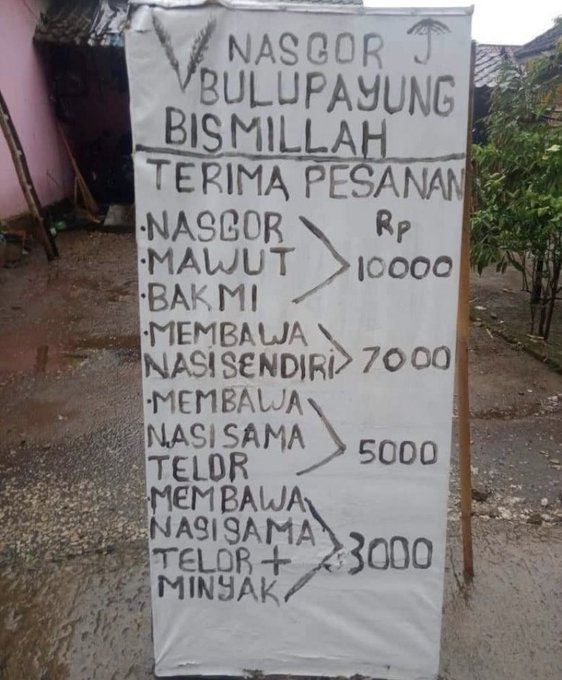 NASGOR
BULUPAYUNG
BISMILLAH
TERIMA PESANAN
·NASGOR
·MAWUT
·BAKMI
Rp
10000
·MEMBAWA
NASI SENDIRI
7000
·MEMBAWA
NASI SAMA
TELOR
5000
·MEMBAWA
NASI SAMA
TELOR +
MINYAK
3000